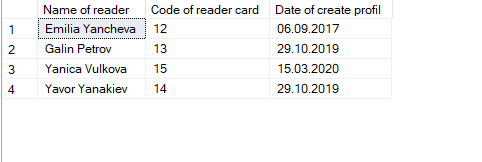 Name of reader Code of reader card Date of create profil
1 Emilia Yancheva 12 06.09.2017
2 Galin Petrov 13 29.10.2019
3 Yanica Vulkova 15 15.03.2020
4 Yavor Yanakiev 14 29.10.2019